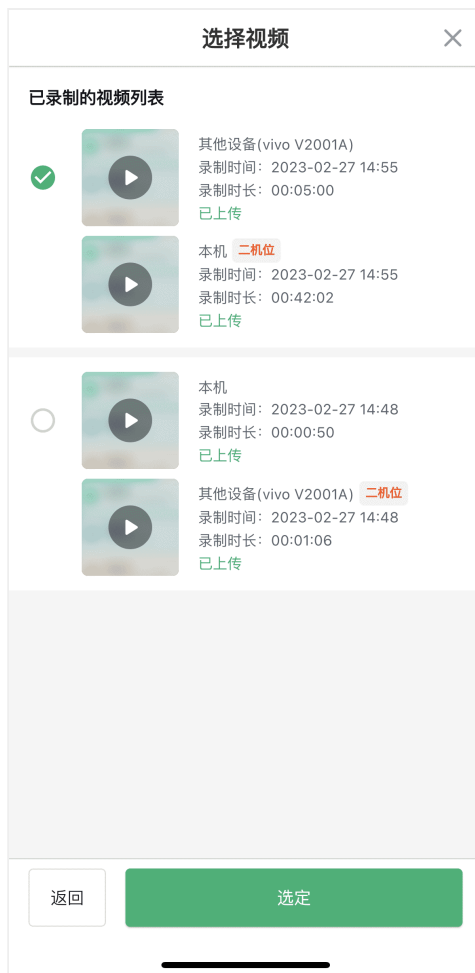 选择视频
已录制的视频列表
其他设备(vivo V2001A)
录制时间：2023-02-27 14:55
录制时长：00:05:00
已上传
本机 二机位
录制时间：2023-02-27 14:55
录制时长：00:42:02
已上传
本机
录制时间：2023-02-27 14:48
录制时长：00:00:50
已上传
其他设备(vivo V2001A) 二机位
录制时间：2023-02-27 14:48
录制时长：00:01:06
已上传
返回 选定